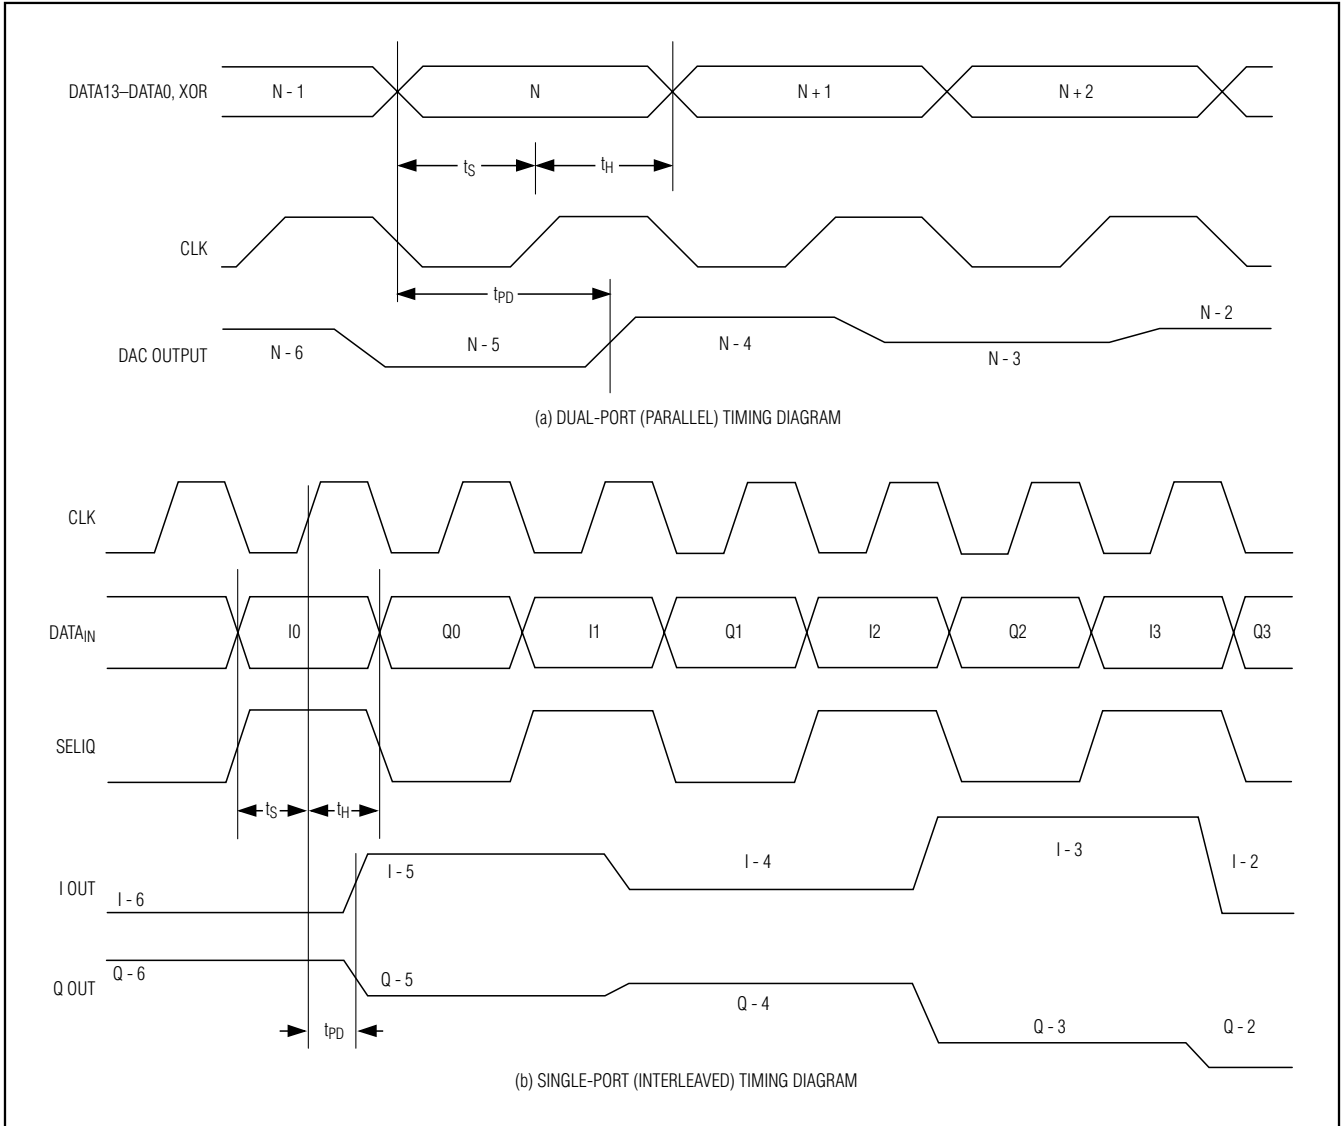 DATA13–DATA0, XOR
N - 1
N
N + 1
N + 2
tS
tH
CLK
tPD
DAC OUTPUT
N - 6
N - 5
N - 4
N - 3
N - 2
(a) DUAL-PORT (PARALLEL) TIMING DIAGRAM
CLK
DATAIN
I0
Q0
I1
Q1
I2
Q2
I3
Q3
SELIQ
tS
tH
I OUT
I - 6
I - 5
I - 4
I - 3
I - 2
Q OUT
Q - 6
Q - 5
Q - 4
Q - 3
Q - 2
tPD
(b) SINGLE-PORT (INTERLEAVED) TIMING DIAGRAM